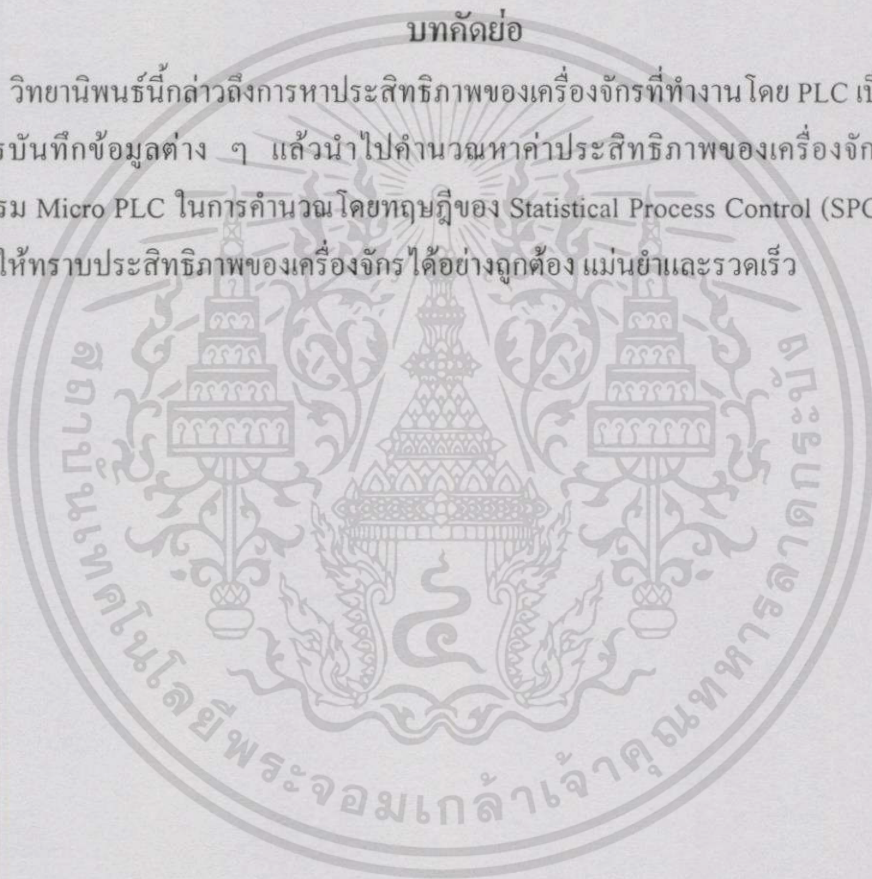 บทคัดย่อ
วิทยานิพนธ์นี้กล่าวถึงการหาประสิทธิภาพของเครื่องจักรที่ทำงานโดย PLC เป็
รบันทึกข้อมูลต่าง ๆ แล้วนำไปคำนวณหาค่าประสิทธิภาพของเครื่องจัก
รม Micro PLC ในการคำนวณโดยทฤษฎีของ Statistical Process Control (SPC
ให้ทราบประสิทธิภาพของเครื่องจักรได้อย่างถูกต้อง แม่นยำและรวดเร็ว
สถาบันเทคโนโลยีพระจอมเกล้าเจ้าคุณทหารลาดกระบัง